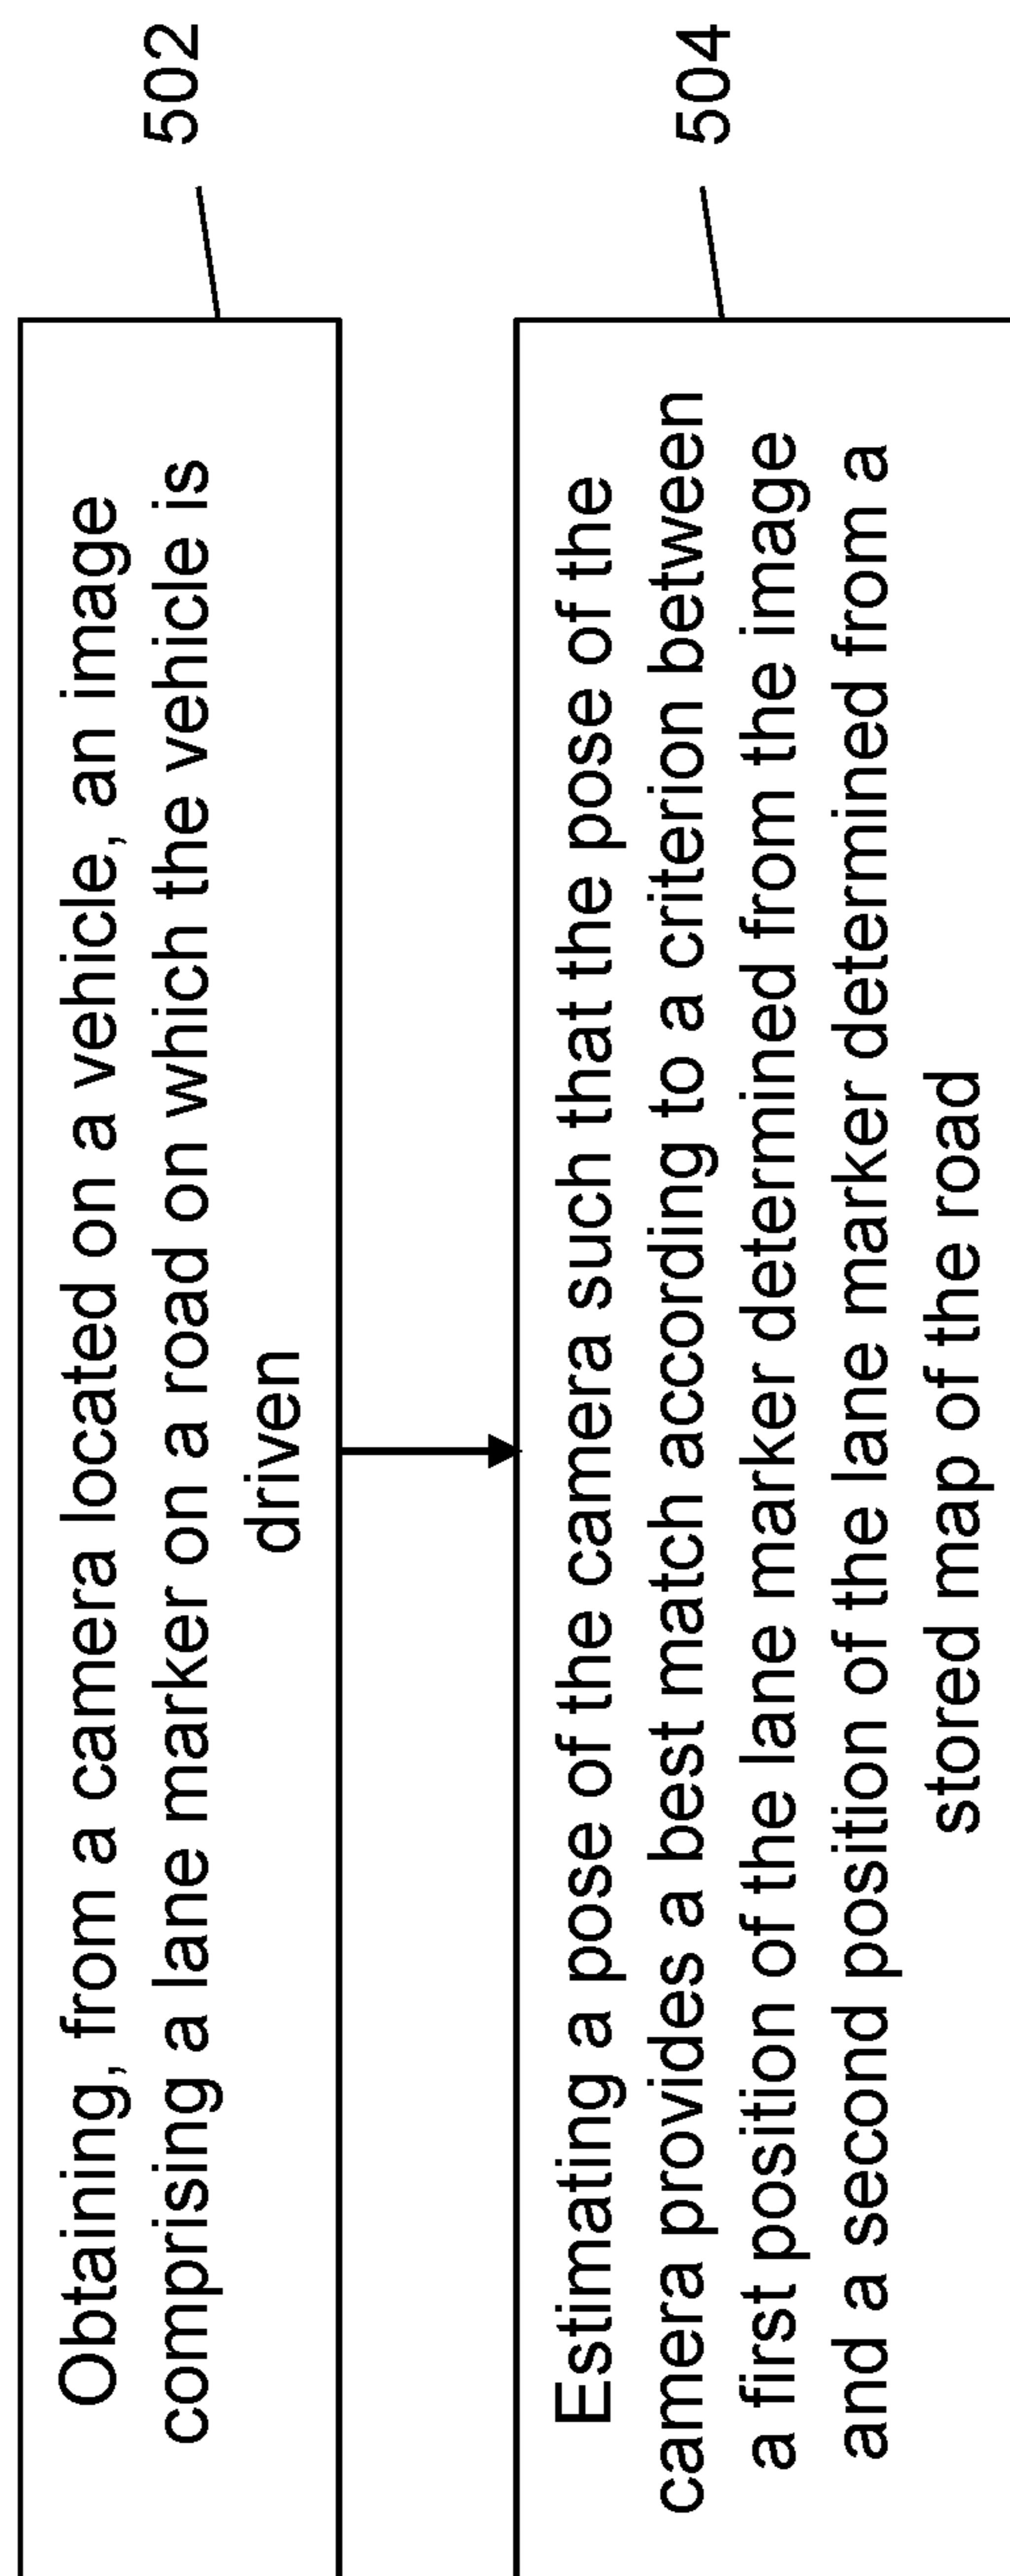 Obtaining, from a camera located on a vehicle, an image
comprising a lane marker on a road on which the vehicle is
driven
502
Estimating a pose of the camera such that the pose of the
camera provides a best match according to a criterion between
a first position of the lane marker determined from the image
and a second position of the lane marker determined from a
stored map of the road
504